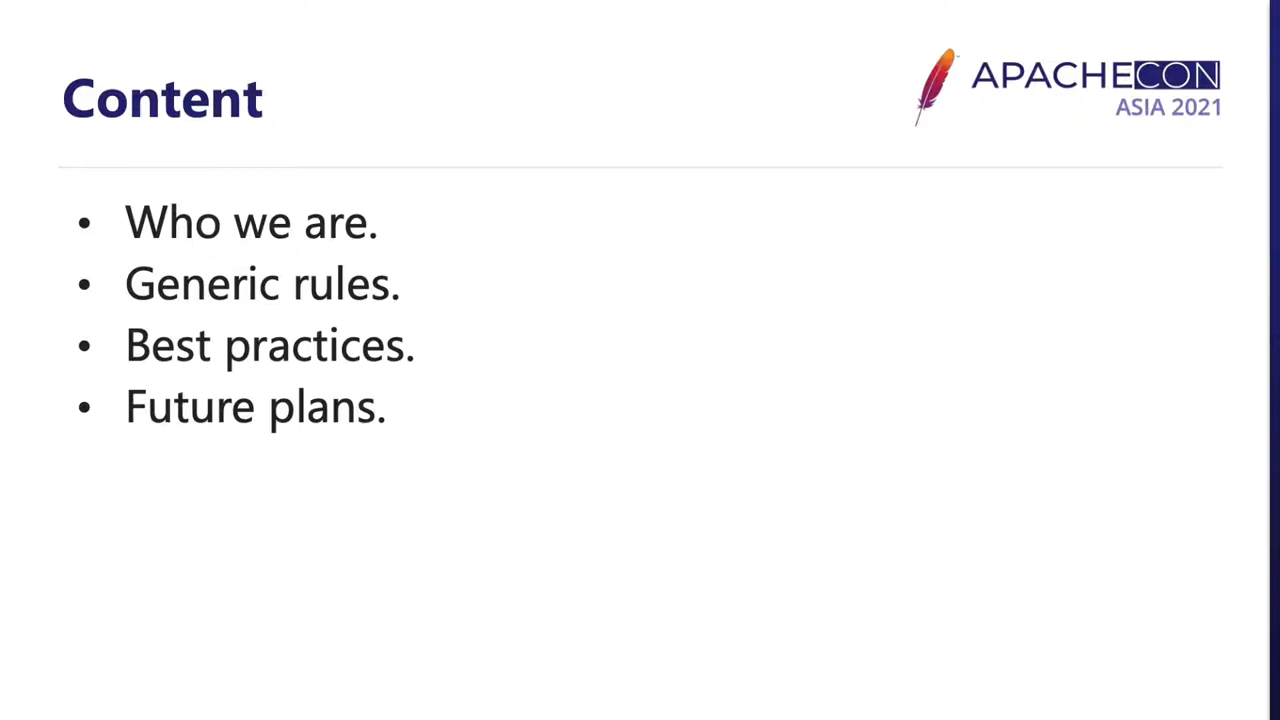 Content
APACHECON
ASIA 2021
• Who we are.
• Generic rules.
• Best practices.
• Future plans.